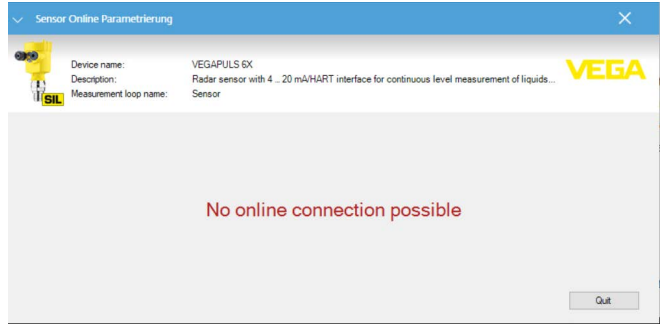 Sensor Online Parametrierung
Device name: VEGAPULS 6X
Description: Radar sensor with 4 .. 20 mA/HART interface for continuous level measurement of liquids...
Measurement loop name: Sensor
VEGA
SIL
No online connection possible
Quit